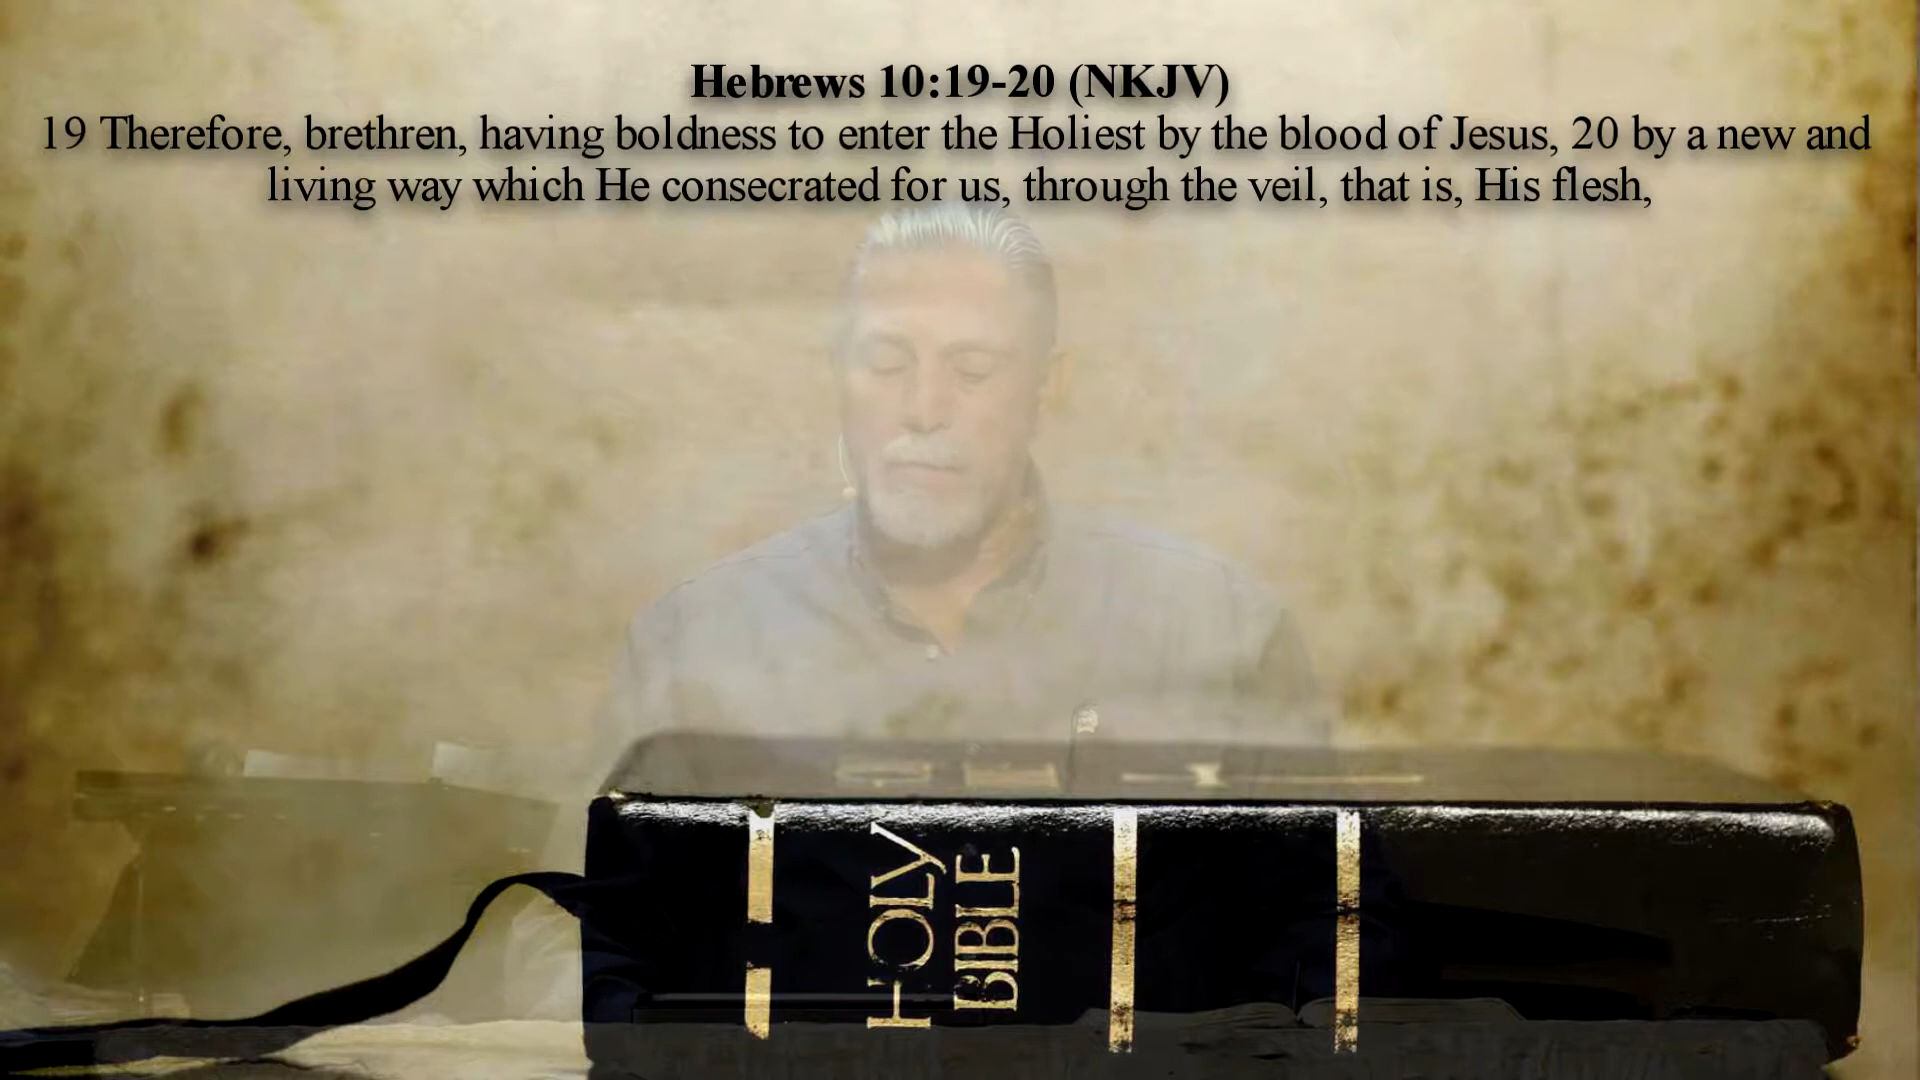 Hebrews 10:19-20 (NKJV)
19 Therefore, brethren, having boldness to enter the Holiest by the blood of Jesus, 20 by a new and
living way which He consecrated for us, through the veil, that is, His flesh,
HOLY
BIBLE